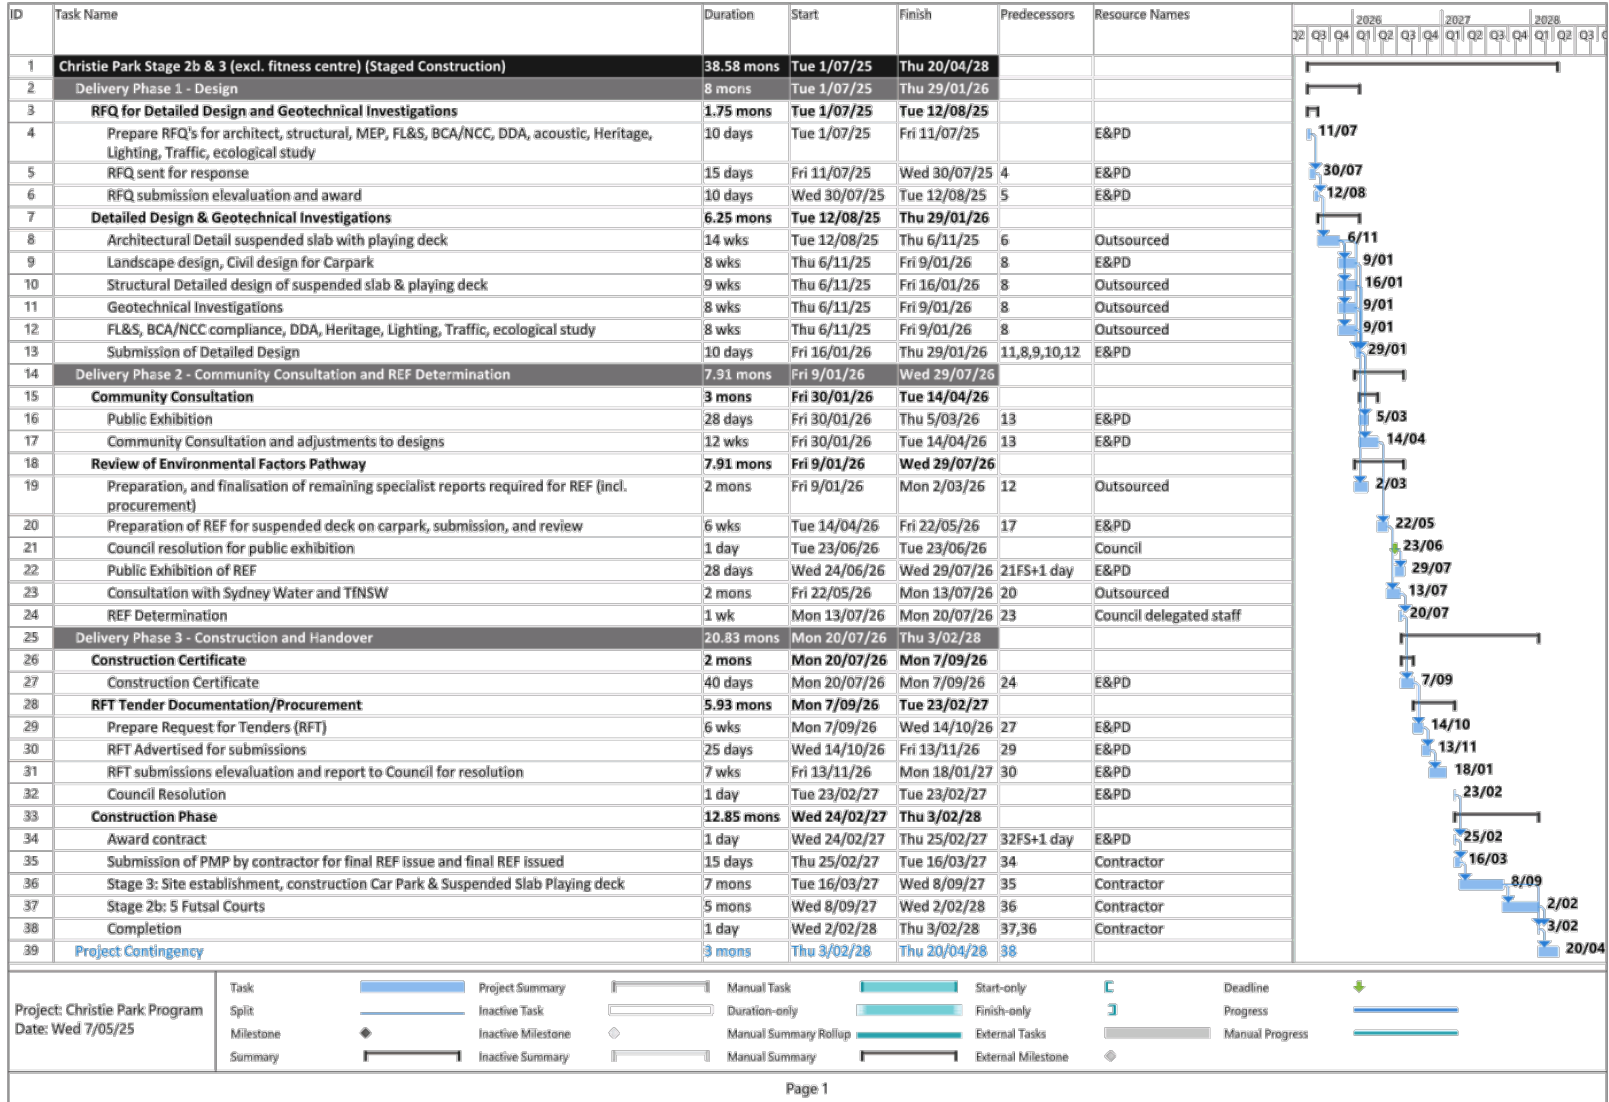 ID Task Name Duration Start Finish Predecessors Resource Names
2026 2027 2028
Q2 Q3 Q4 Q1 Q2 Q3 Q4 Q1 Q2 Q3 Q4 Q1 Q2 Q3
1 Christie Park Stage 2b & 3 (excl. fitness centre) (Staged Construction) 38.58 mons Tue 1/07/25 Thu 20/04/28
2 Delivery Phase 1 - Design 8 mons Tue 1/07/25 Thu 29/01/26
3 RFQ for Detailed Design and Geotechnical Investigations 1.75 mons Tue 1/07/25 Tue 12/08/25
4 Prepare RFQ's for architect, structural, MEP, FL&S, BCA/NCC, DDA, acoustic, Heritage, 10 days Tue 1/07/25 Fri 11/07/25 E&PD 11/07
Lighting, Traffic, ecological study
5 RFQ sent for response 15 days Fri 11/07/25 Wed 30/07/25 4 E&PD 30/07
6 RFQ submission elevaluation and award 10 days Wed 30/07/25 Tue 12/08/25 5 E&PD 12/08
7 Detailed Design & Geotechnical Investigations 6.25 mons Tue 12/08/25 Thu 29/01/26
8 Architectural Detail suspended slab with playing deck 14 wks Tue 12/08/25 Thu 6/11/25 6 Outsourced 6/11
9 Landscape design, Civil design for Carpark 8 wks Thu 6/11/25 Fri 9/01/26 8 E&PD 9/01
10 Structural Detailed design of suspended slab & playing deck 9 wks Thu 6/11/25 Fri 16/01/26 8 Outsourced 16/01
11 Geotechnical Investigations 8 wks Thu 6/11/25 Fri 9/01/26 8 Outsourced 9/01
12 FL&S, BCA/NCC compliance, DDA, Heritage, Lighting, Traffic, ecological study 8 wks Thu 6/11/25 Fri 9/01/26 8 Outsourced 9/01
13 Submission of Detailed Design 10 days Fri 16/01/26 Thu 29/01/26 11,8,9,10,12 E&PD 29/01
14 Delivery Phase 2 - Community Consultation and REF Determination 7.91 mons Fri 9/01/26 Wed 29/07/26
15 Community Consultation 3 mons Fri 30/01/26 Tue 14/04/26
16 Public Exhibition 28 days Fri 30/01/26 Thu 5/03/26 13 E&PD 5/03
17 Community Consultation and adjustments to designs 12 wks Fri 30/01/26 Tue 14/04/26 13 E&PD 14/04
18 Review of Environmental Factors Pathway 7.91 mons Fri 9/01/26 Wed 29/07/26
19 Preparation, and finalisation of remaining specialist reports required for REF (incl. 2 mons Fri 9/01/26 Mon 2/03/26 12 Outsourced 2/03
procurement)
20 Preparation of REF for suspended deck on carpark, submission, and review 6 wks Tue 14/04/26 Fri 22/05/26 17 E&PD 22/05
21 Council resolution for public exhibition 1 day Tue 23/06/26 Tue 23/06/26 Council 23/06
22 Public Exhibition of REF 28 days Wed 24/06/26 Wed 29/07/26 21FS+1 day E&PD 29/07
23 Consultation with Sydney Water and TfNSW 2 mons Fri 22/05/26 Mon 13/07/26 20 Outsourced 13/07
24 REF Determination 1 wk Mon 13/07/26 Mon 20/07/26 23 Council delegated staff 20/07
25 Delivery Phase 3 - Construction and Handover 20.83 mons Mon 20/07/26 Thu 3/02/28
26 Construction Certificate 2 mons Mon 20/07/26 Mon 7/09/26
27 Construction Certificate 40 days Mon 20/07/26 Mon 7/09/26 24 E&PD 7/09
28 RFT Tender Documentation/Procurement 5.93 mons Mon 7/09/26 Tue 23/02/27
29 Prepare Request for Tenders (RFT) 6 wks Mon 7/09/26 Wed 14/10/26 27 E&PD 14/10
30 RFT Advertised for submissions 25 days Wed 14/10/26 Fri 13/11/26 29 E&PD 13/11
31 RFT submissions elevaluation and report to Council for resolution 7 wks Fri 13/11/26 Mon 18/01/27 30 E&PD 18/01
32 Council Resolution 1 day Tue 23/02/27 Tue 23/02/27 E&PD 23/02
33 Construction Phase 12.85 mons Wed 24/02/27 Thu 3/02/28
34 Award contract 1 day Wed 24/02/27 Thu 25/02/27 32FS+1 day E&PD 25/02
35 Submission of PMP by contractor for final REF issue and final REF issued 15 days Thu 25/02/27 Tue 16/03/27 34 Contractor 16/03
36 Stage 3: Site establishment, construction Car Park & Suspended Slab Playing deck 7 mons Tue 16/03/27 Wed 8/09/27 35 Contractor 8/09
37 Stage 2b: 5 Futsal Courts 5 mons Wed 8/09/27 Wed 2/02/28 36 Contractor 2/02
38 Completion 1 day Wed 2/02/28 Thu 3/02/28 37,36 Contractor 3/02
39 Project Contingency 3 mons Thu 3/02/28 Thu 20/04/28 38 20/04
Project: Christie Park Program
Date: Wed 7/05/25
Task Project Summary Manual Task Start-only Deadline
Split Inactive Task Duration-only Finish-only Progress
Milestone Inactive Milestone Manual Summary Rollup External Tasks Manual Progress
Summary Inactive Summary Manual Summary External Milestone
Page 1